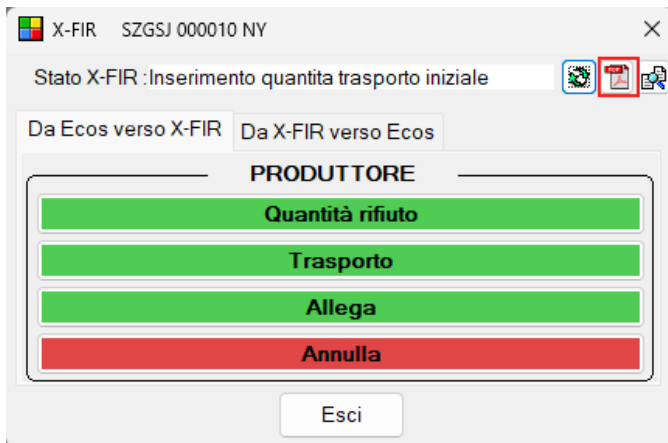 X-FIR SZGSJ 000010 NY
Stato X-FIR :Inserimento quantita trasporto iniziale
PDF
Da Ecos verso X-FIR Da X-FIR verso Ecos
PRODUTTORE
Quantità rifiuto
Trasporto
Allega
Annulla
Esci